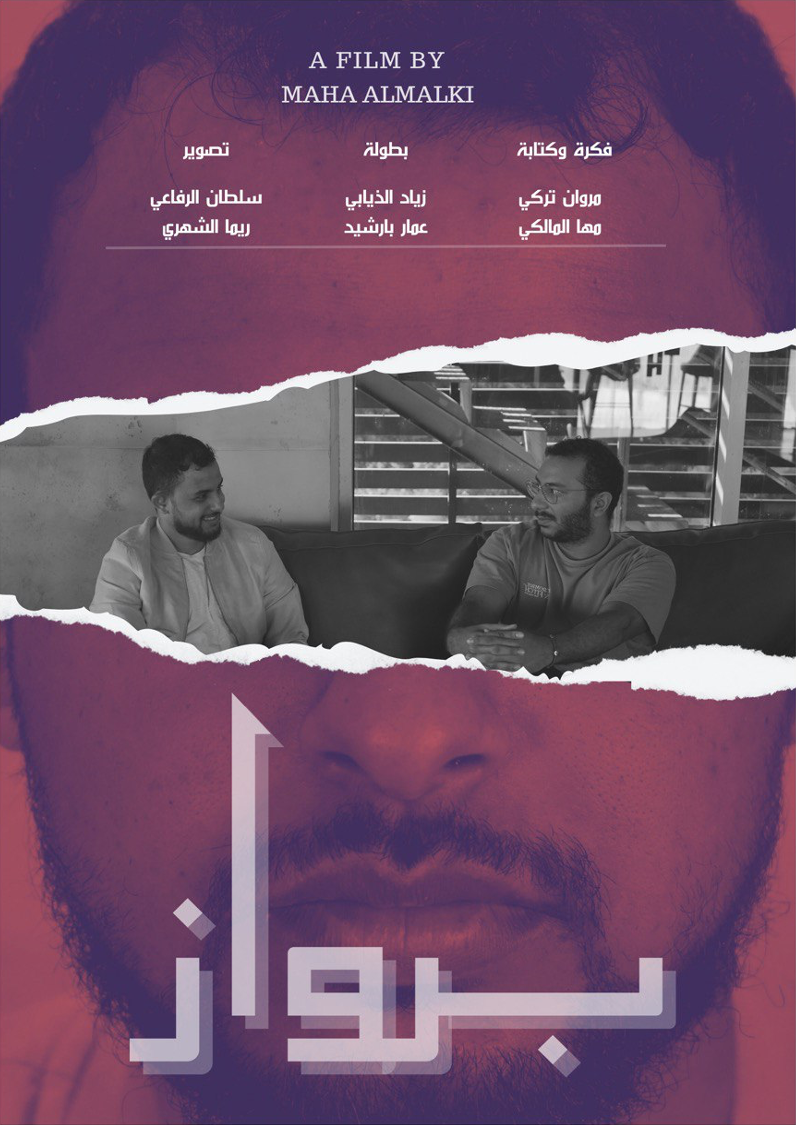 A FILM BY
MAHA ALMALKI
فكرة وكتابة
مروان تركي
مها المالكي
بطولة
زياد الذيابي
عمار بارشيد
تصوير
سلطان الرفاعي
ريما الشهري
برواز